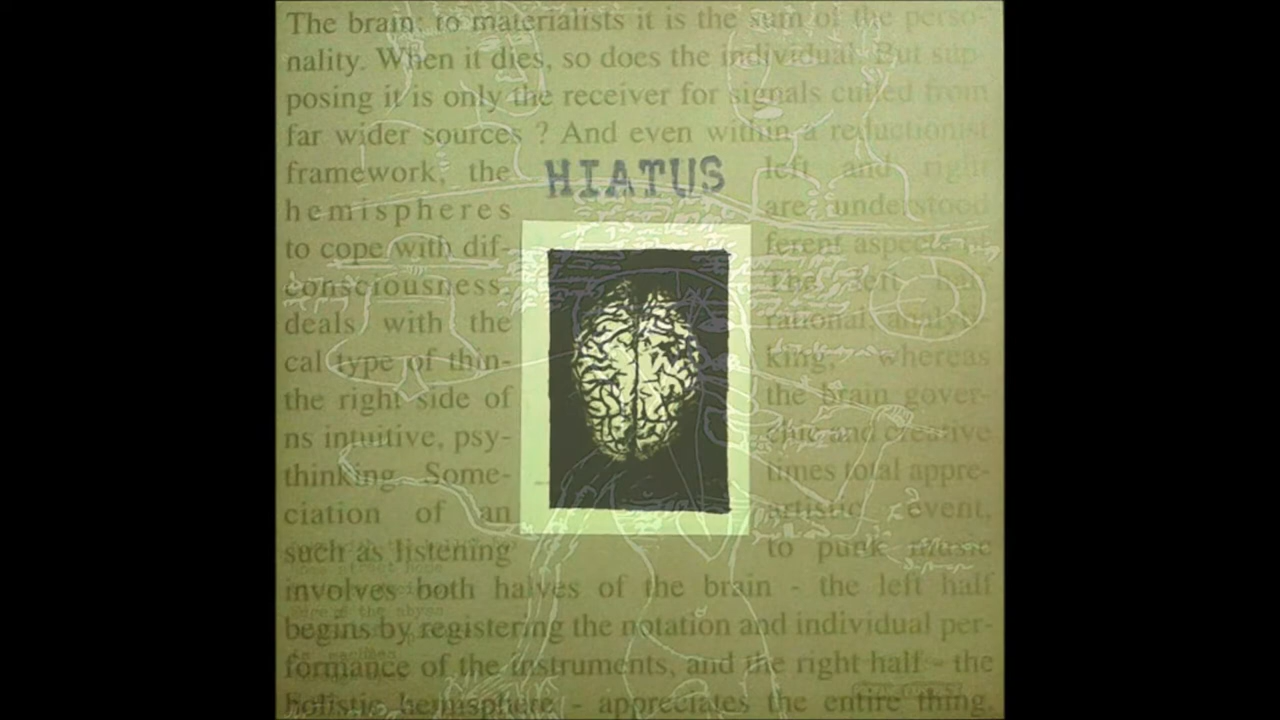 The brain: to materialists it is the sum of the perso-
nality. When it dies, so does the individual. But sup-
posing it is only the receiver for signals culled from
far wider sources ? And even within a reductionist
framework, the left and right
HIATUS
hemispheres are understood
to cope with dif- ferent aspects of
consciousness. The left half
deals with the rational, analyti-
cal type of thin- king, whereas
the right side of the brain gover-
ns intuitive, psy- chic and creative
thinking. Some- times total appre-
ciation of an artistic event,
such as listening to punk music
involves both halves of the brain - the left half
begins by registering the notation and individual per-
formance of the instruments, and the right half - the
holistic hemisphere - appreciates the entire thing.